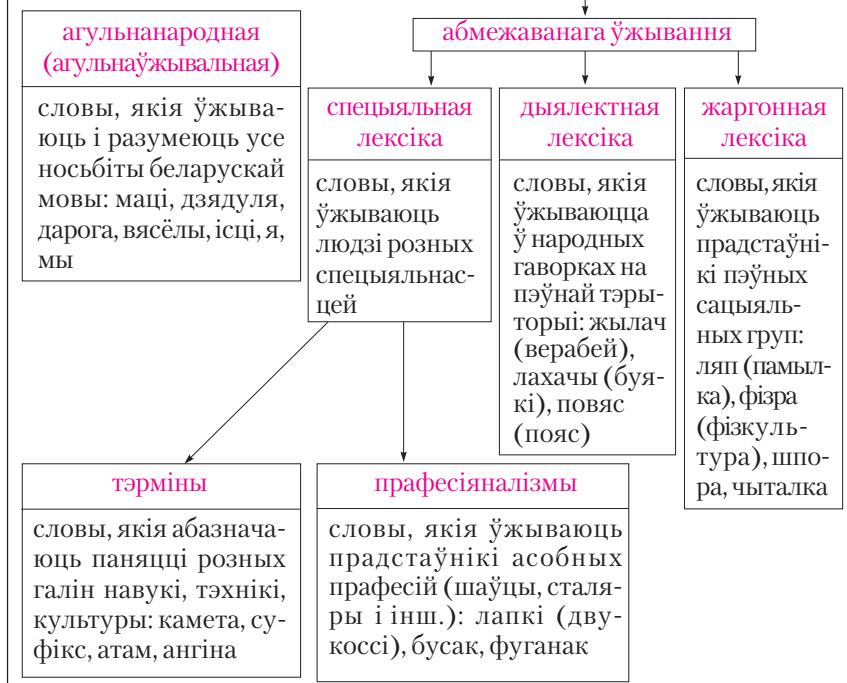 агульнанародная
(агульнаўжывальная)
словы, якія ўжыва-
юць і разумеюць усе
носьбіты беларускай
мовы: маці, дзядуля,
дарога, вясёлы, ісці, я,
мы
абмежаванага ўжывання
спецыяльная
лексіка
словы, якія
ўжываюць
людзі розных
спецыяльнас-
цей
дыялектная
лексіка
словы, якія
ўжываюцца
ў народных
гаворках на
пэўнай тэры-
торыі: жылач
(верабей),
лахачы (буя-
кі), повяс
(пояс)
жаргонная
лексіка
словы, якія
ўжываюць
прадстаўні-
кі пэўных
сацыяль-
ных груп:
ляп (памыл-
ка), фізра
(фізкуль-
тура), шпо-
ра, чыталка
тэрміны
словы, якія абазнача-
юць паняцці розных
галін навукі, тэхнікі,
культуры: камета, су-
фікс, атам, ангіна
прафесіяналізмы
словы, якія ўжываюць
прадстаўнікі асобных
прафесій (шаўцы, сталя-
ры і інш.): лапкі (дву-
коссі), бусак, фуганак